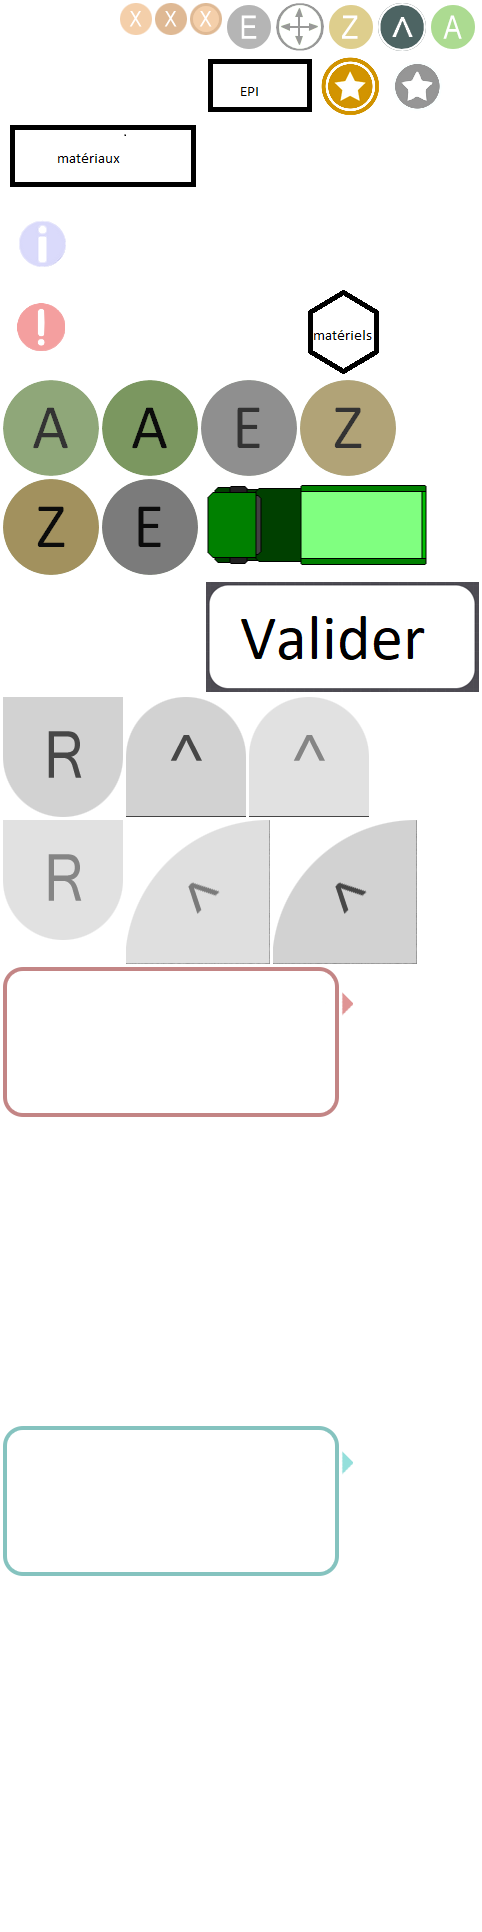 X X X E Z ^ A
EPI
matériaux
i
!
matériels
A A E Z
Z E
Valider
R ^ ^
R ^ ^